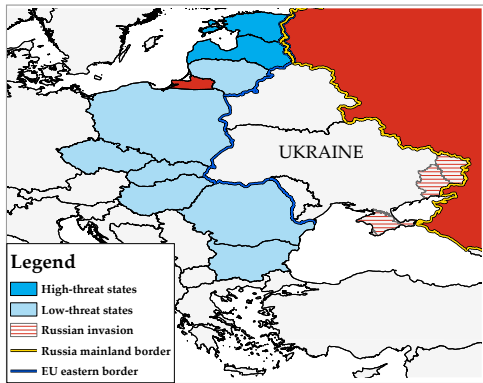 UKRAINE
Legend
High-threat states
Low-threat states
Russian invasion
Russia mainland border
EU eastern border